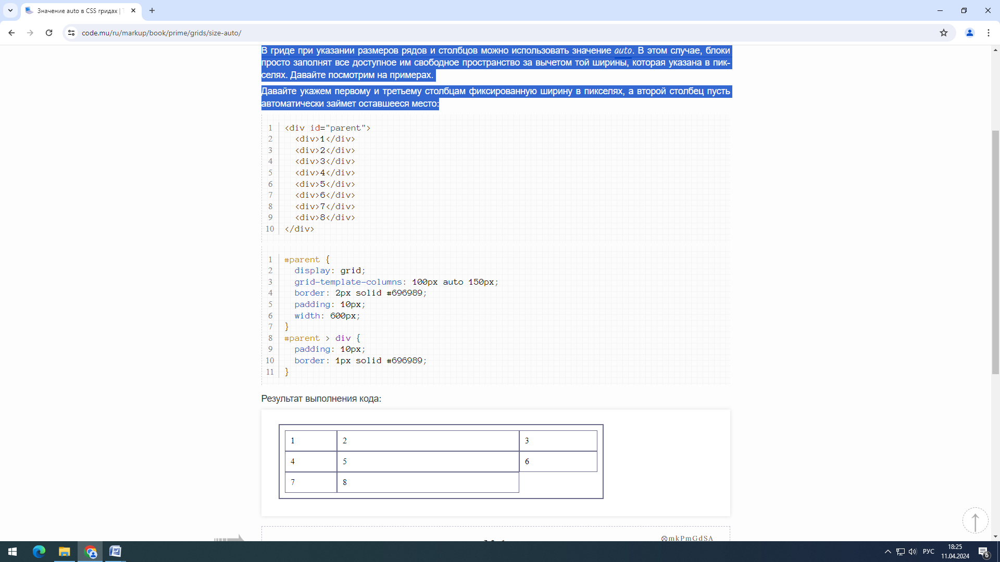 Значение auto в CSS гридах |
code.mu/ru/markup/book/prime/grids/size-auto/
В гриде при указании размеров рядов и столбцов можно использовать значение auto. В этом случае, блоки
просто заполнят все доступное им свободное пространство за вычетом той ширины, которая указана в пик-
селях. Давайте посмотрим на примерах.
Давайте укажем первому и третьему столбцам фиксированную ширину в пикселях, а второй столбец пусть
автоматически займет оставшееся место:
1 <div id="parent">
2 <div>1</div>
3 <div>2</div>
4 <div>3</div>
5 <div>4</div>
6 <div>5</div>
7 <div>6</div>
8 <div>7</div>
9 <div>8</div>
10 </div>
1 #parent {
2 display: grid;
3 grid-template-columns: 100px auto 150px;
4 border: 2px solid #696989;
5 padding: 10px;
6 width: 600px;
7 }
8 #parent > div {
9 padding: 10px;
10 border: 1px solid #696989;
11 }
Результат выполнения кода:
1 2 3
4 5 6
7 8
⊗mkPmGdSA
РУС
18:25
11.04.2024
6